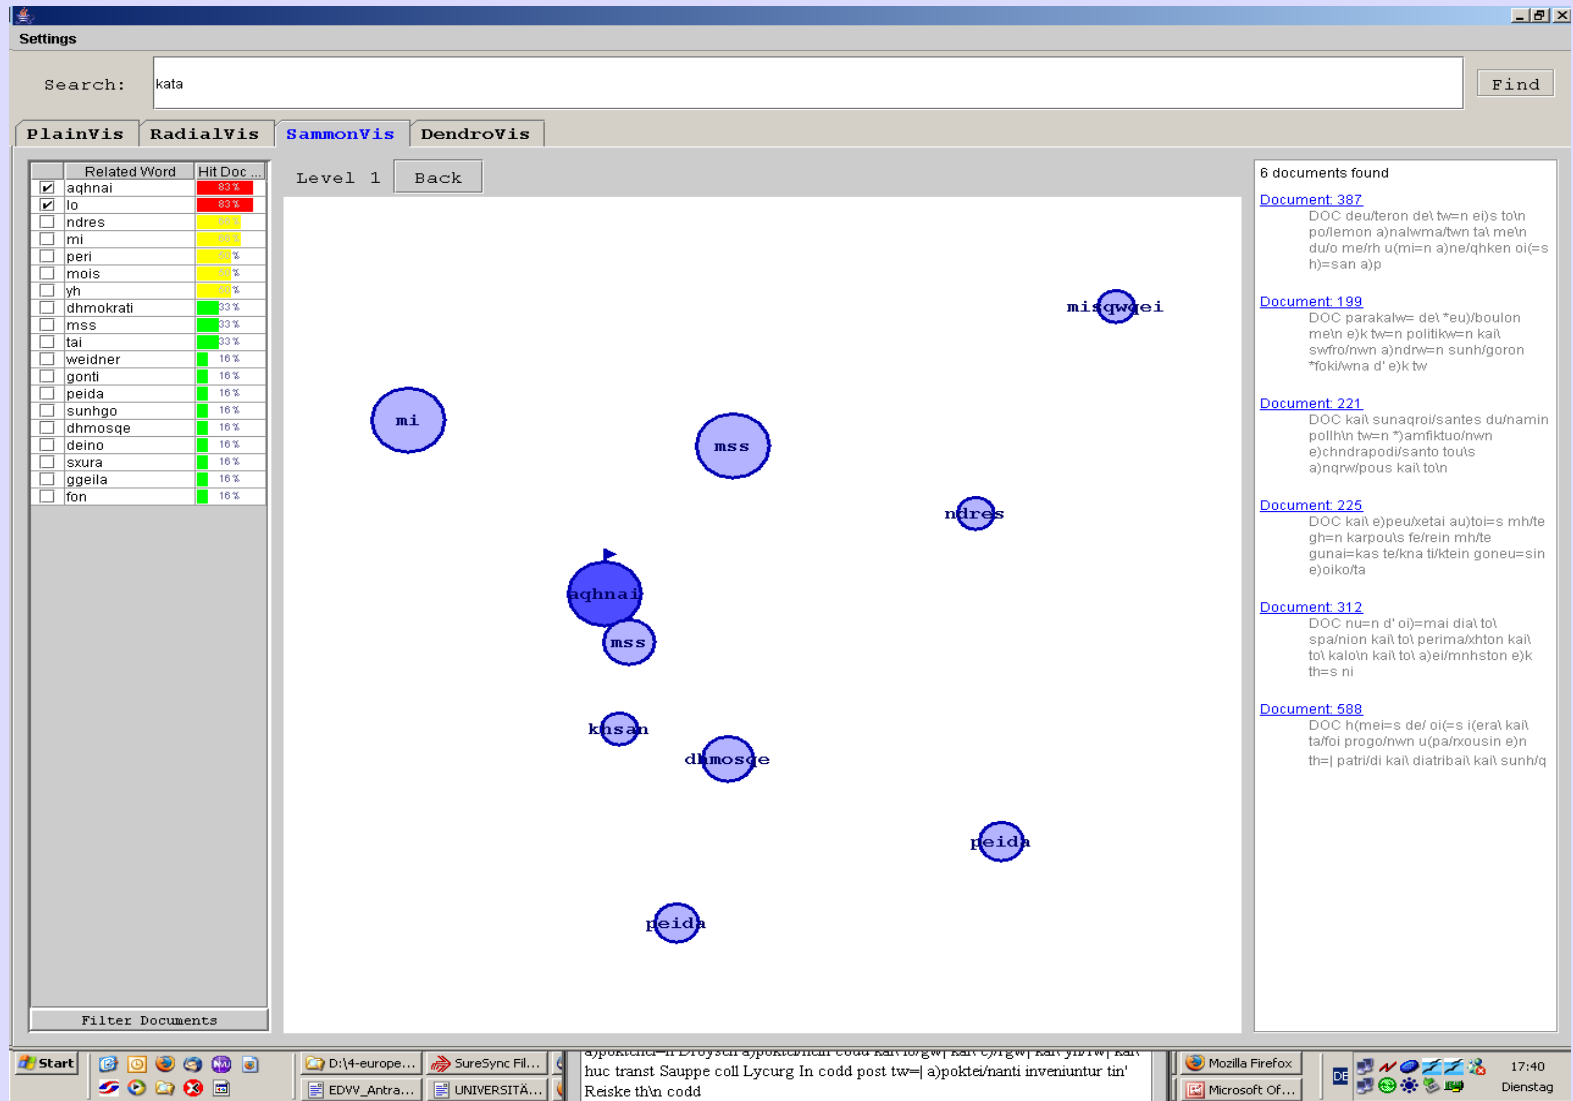 Settings
Search: kata Find
PlainVis RadialVis SammonVis DendroVis
Related Word Hit Doc ...
aqhnai 83%
lo 83%
ndres 66%
mi 66%
peri 50%
mois 50%
yh 50%
dhmokrati 33%
mss 33%
tai 33%
weidner 16%
gonti 16%
peida 16%
sunhgo 16%
dhmosqe 16%
deino 16%
sxura 16%
ggeila 16%
fon 16%
Filter Documents
Level 1 Back
misqwqei
mi
mss
ndres
aqhnai
mss
khsan
dhmosqe
peida
peida
6 documents found
Document: 387
DOC deu/teron de\ tw=n ei)s to\n
po/lemon a)nalwma/twn ta\ me\n
du/o me/rh u(mi=n a)ne/qhken oi(=s
h)=san a)p
Document: 199
DOC parakalw= de\ *eu)/boulon
me\n e)k tw=n politikw=n kai\
swfro/nwn a)ndrw=n sunh/goron
*foki/wna d' e)k tw
Document: 221
DOC kai\ sunaqroi/santes du/namin
pollh\n tw=n *)amfiktuo/nwn
e)chndrapodi/santo tou\s
a)nqrw/pous kai\ to\n
Document: 225
DOC kai\ e)peu/xetai au)toi=s mh/te
gh=n karpou\s fe/rein mh/te
gunai=kas te/kna ti/ktein goneu=sin
e)oiko/ta
Document: 312
DOC nu=n d' oi)=mai dia\ to\
spa/nion kai\ to\ perima/xhton kai\
to\ kalo\n kai\ to\ a)ei/mnhston e)k
th=s ni
Document: 588
DOC h(mei=s de/ oi(=s i(era\ kai\
ta/foi progo/nwn u(pa/rxousin e)n
th=| patri/di kai\ diatribai\ kai\ sunh/q
Start
D:\4-europe... SureSync Fil...
EDVV_Antra... UNIVERSITÄ...
huc transt Sauppe coll Lycurg In codd post tw=| a)poktei/nanti inveniuntur tin'
Reiske th\n codd
Mozilla Firefox
Microsoft Of...
DE
17:40
Dienstag